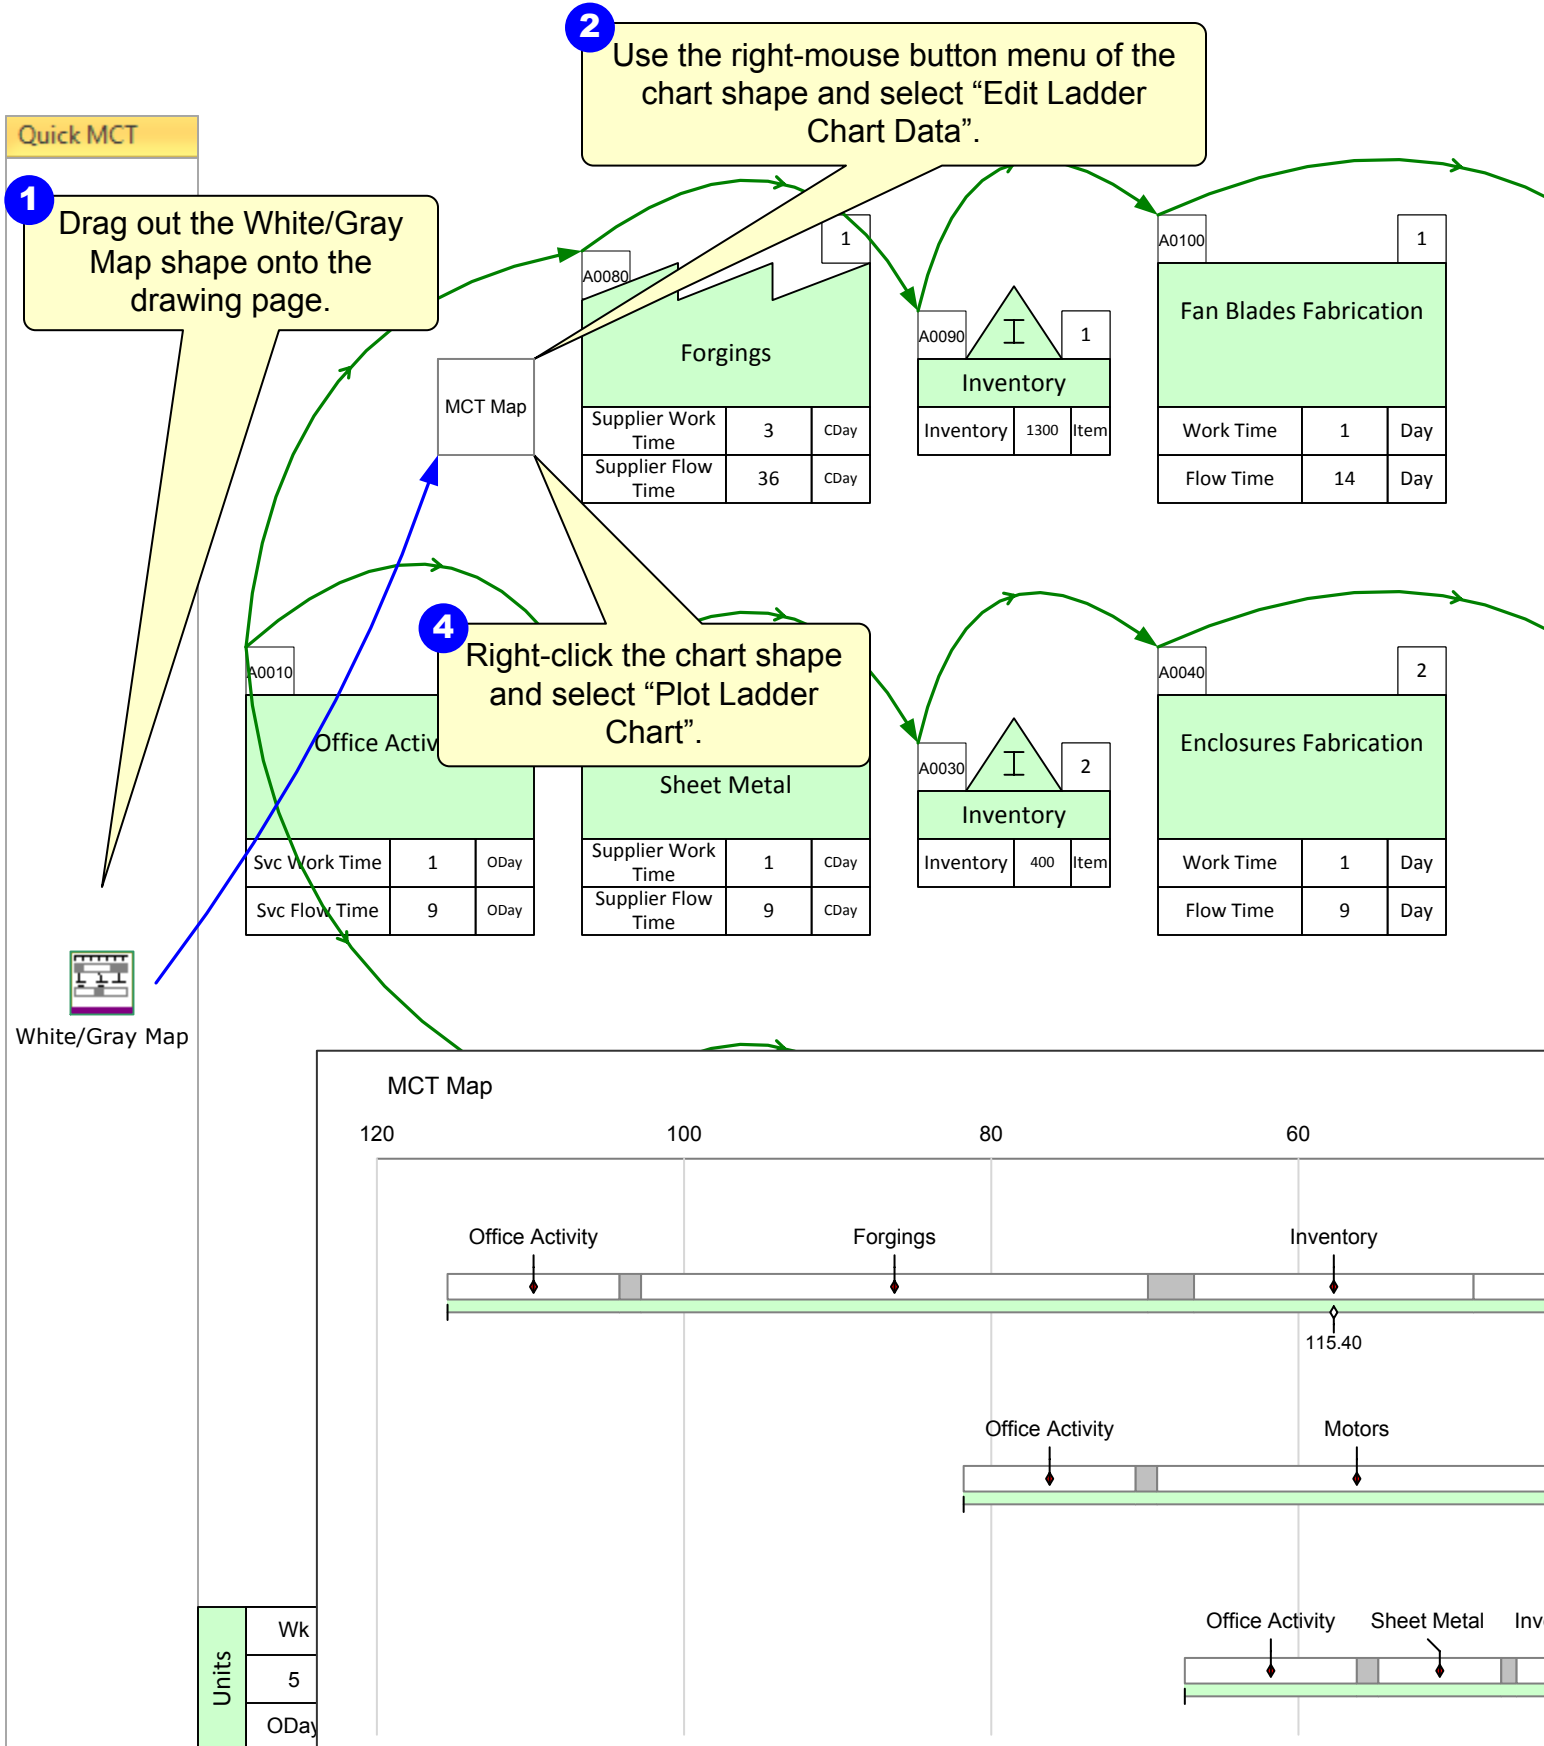 2
Use the right-mouse button menu of the
chart shape and select “Edit Ladder
Chart Data”.
Quick MCT
1
Drag out the White/Gray
Map shape onto the
drawing page.
A0080
1
Forgings
Supplier Work
Time
3
CDay
Supplier Flow
Time
36
CDay
A0090
1
Inventory
Inventory
1300
Item
A0100
1
Fan Blades Fabrication
Work Time
1
Day
Flow Time
14
Day
MCT Map
4
Right-click the chart shape
and select “Plot Ladder
Chart”.
A0010
Office Activ
Svc Work Time
1
ODay
Svc Flow Time
9
ODay
Sheet Metal
Supplier Work
Time
1
CDay
Supplier Flow
Time
9
CDay
A0030
2
Inventory
Inventory
400
Item
A0040
2
Enclosures Fabrication
Work Time
1
Day
Flow Time
9
Day
White/Gray Map
MCT Map
120
100
80
60
Office Activity
Forgings
Inventory
115.40
Office Activity
Motors
Office Activity
Sheet Metal
Inv
Units
Wk
5
ODay